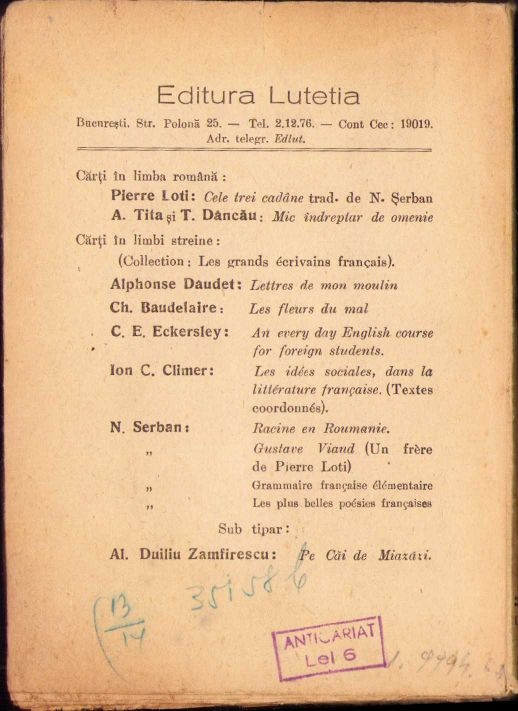 Editura Lutetia
București. Str. Polonă 25. — Tel. 2.12.76. — Cont Cec: 19019.
Adr. telegr. Edlut.
Cărți în limba română:
Pierre Loti: Cele trei cadâne trad. de N. Șerban
A. Tita și T. Dâncău: Mic îndreptar de omenie
Cărți în limbi streine:
(Collection: Les grands écrivains français).
Alphonse Daudet: Lettres de mon moulin
Ch. Baudelaire: Les fleurs du mal
C. E. Eckersley: An every day English course
for foreign students.
Ion C. Climer: Les idées sociales, dans la
littérature française. (Textes
coordonnés).
N. Serban: Racine en Roumanie.
„ Gustave Viand (Un frère
de Pierre Loti)
„ Grammaire française élémentaire
„ Les plus belles poésies françaises
Sub tipar:
Al. Duiliu Zamfirescu: Pe Căi de Miazăzi.
13
14
ANTICARIAT
Lei 6